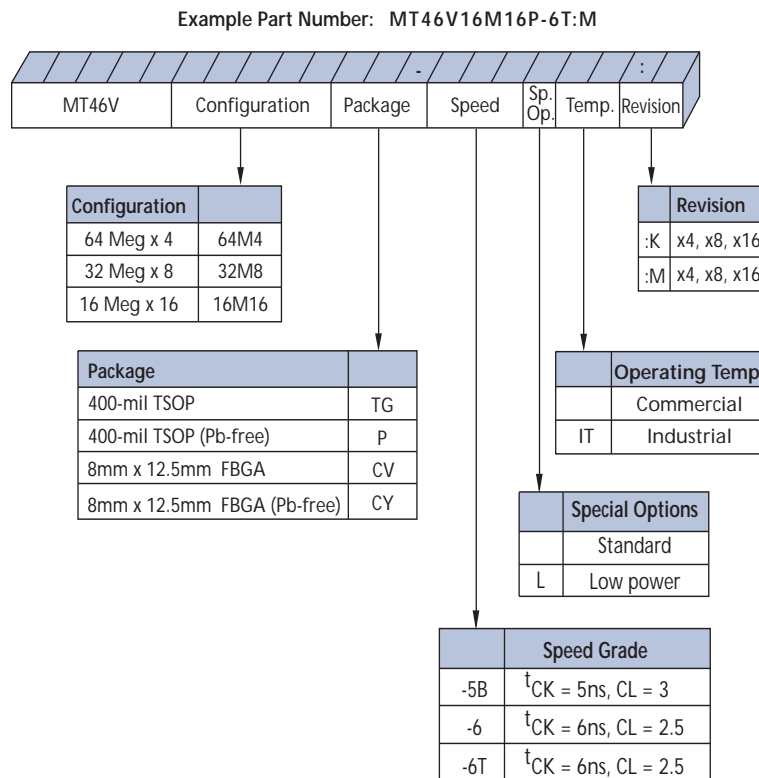 Example Part Number: MT46V16M16P-6T:M
- :
MT46V Configuration Package Speed Sp. Op. Temp. Revision
Configuration
64 Meg x 4 64M4
32 Meg x 8 32M8
16 Meg x 16 16M16
Revision
:K x4, x8, x16
:M x4, x8, x16
Package
400-mil TSOP TG
400-mil TSOP (Pb-free) P
8mm x 12.5mm FBGA CV
8mm x 12.5mm FBGA (Pb-free) CY
Operating Temp
Commercial
IT Industrial
Special Options
Standard
L Low power
Speed Grade
-5B tCK = 5ns, CL = 3
-6 tCK = 6ns, CL = 2.5
-6T tCK = 6ns, CL = 2.5